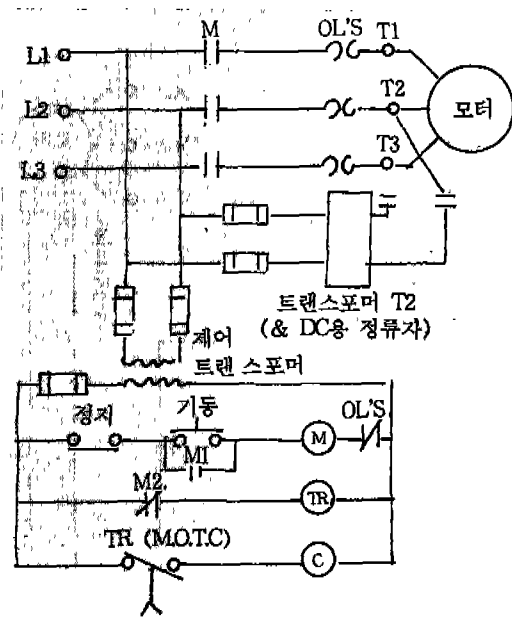 M
OL'S T1
L1
T2
L2
모터
T3
L3
트랜스포머 T2
(& DC용 정류자)
제어
트랜 스포머
정지
기동
OL'S
M
M1
M2.
TR
TR (M.O.T.C)
C